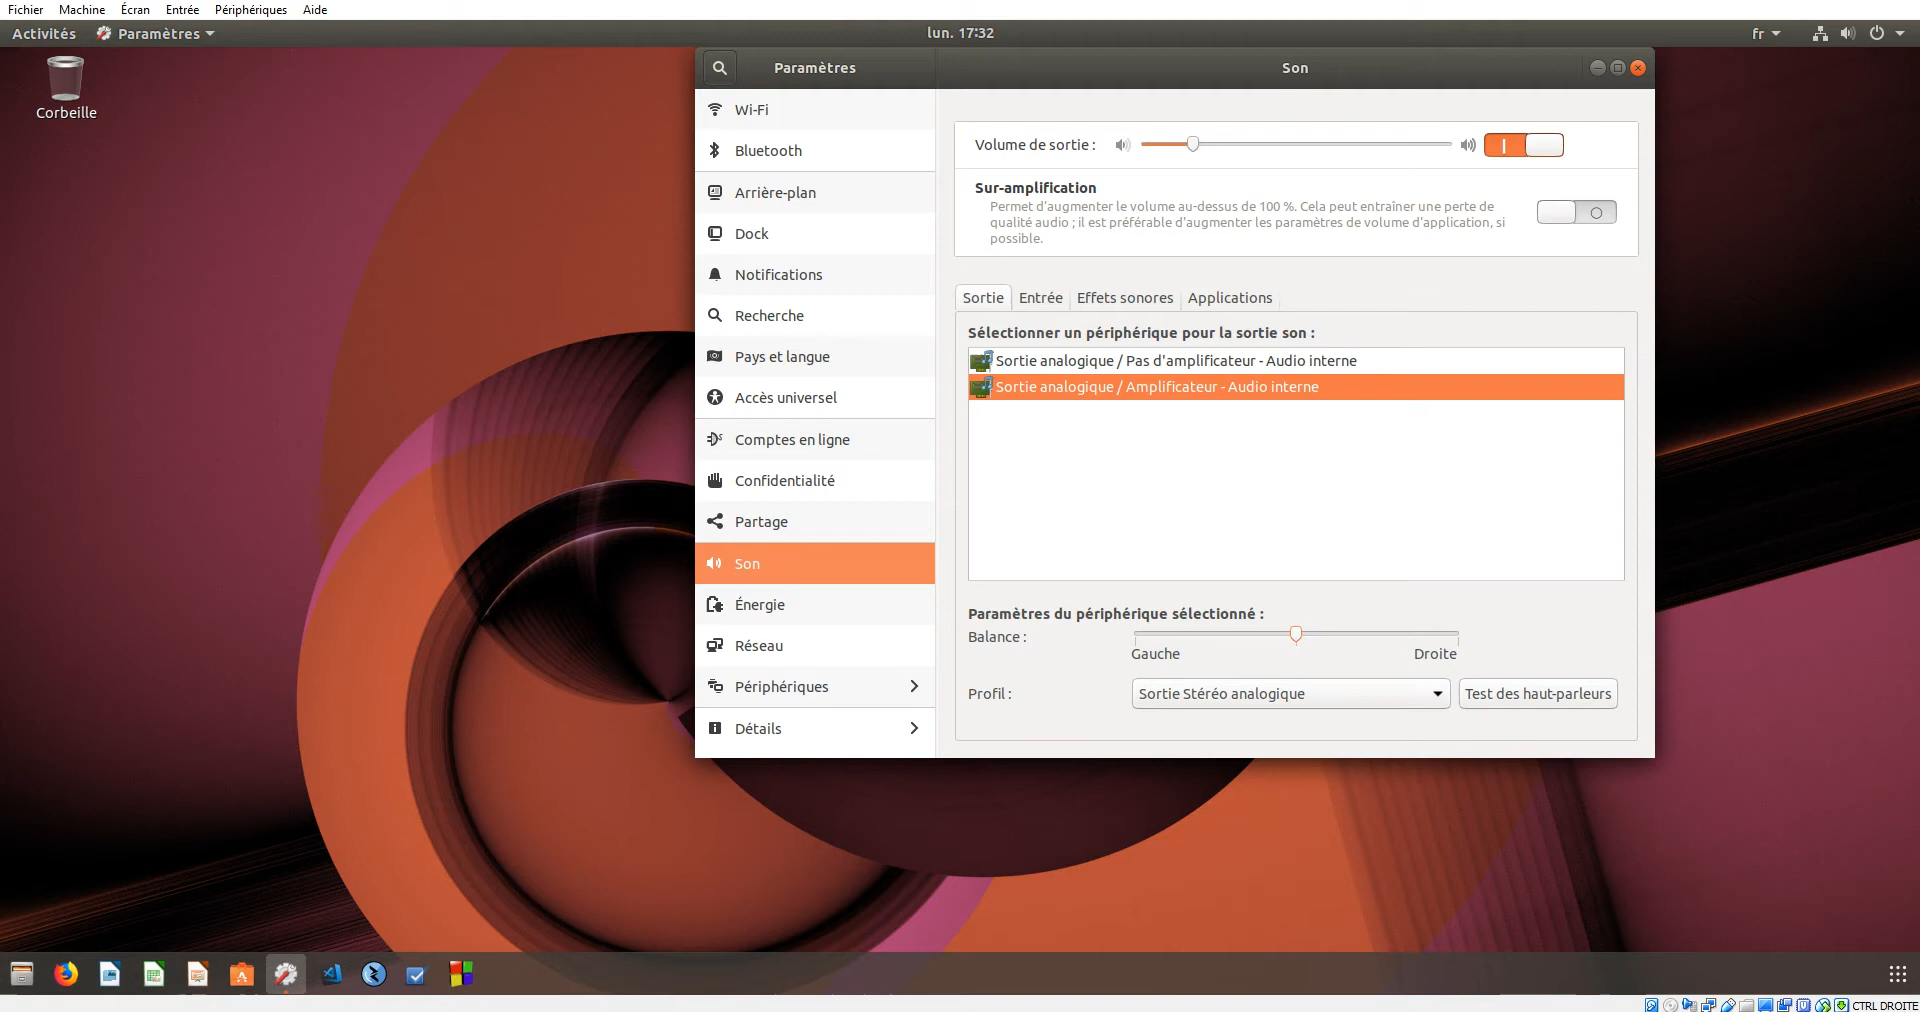 Fichier Machine Écran Entrée Périphériques Aide
Activités Paramètres lun. 17:32 fr
Corbeille
Paramètres Son
Wi-Fi
Bluetooth
Arrière-plan
Dock
Notifications
Recherche
Pays et langue
Accès universel
Comptes en ligne
Confidentialité
Partage
Son
Énergie
Réseau
Périphériques
Détails
Volume de sortie :
Sur-amplification
Permet d'augmenter le volume au-dessus de 100 %. Cela peut entraîner une perte de
qualité audio ; il est préférable d'augmenter les paramètres de volume d'application, si
possible.
Sortie Entrée Effets sonores Applications
Sélectionner un périphérique pour la sortie son :
Sortie analogique / Pas d'amplificateur - Audio interne
Sortie analogique / Amplificateur - Audio interne
Paramètres du périphérique sélectionné :
Balance :
Gauche Droite
Profil : Sortie Stéréo analogique Test des haut-parleurs
CTRL DROITE